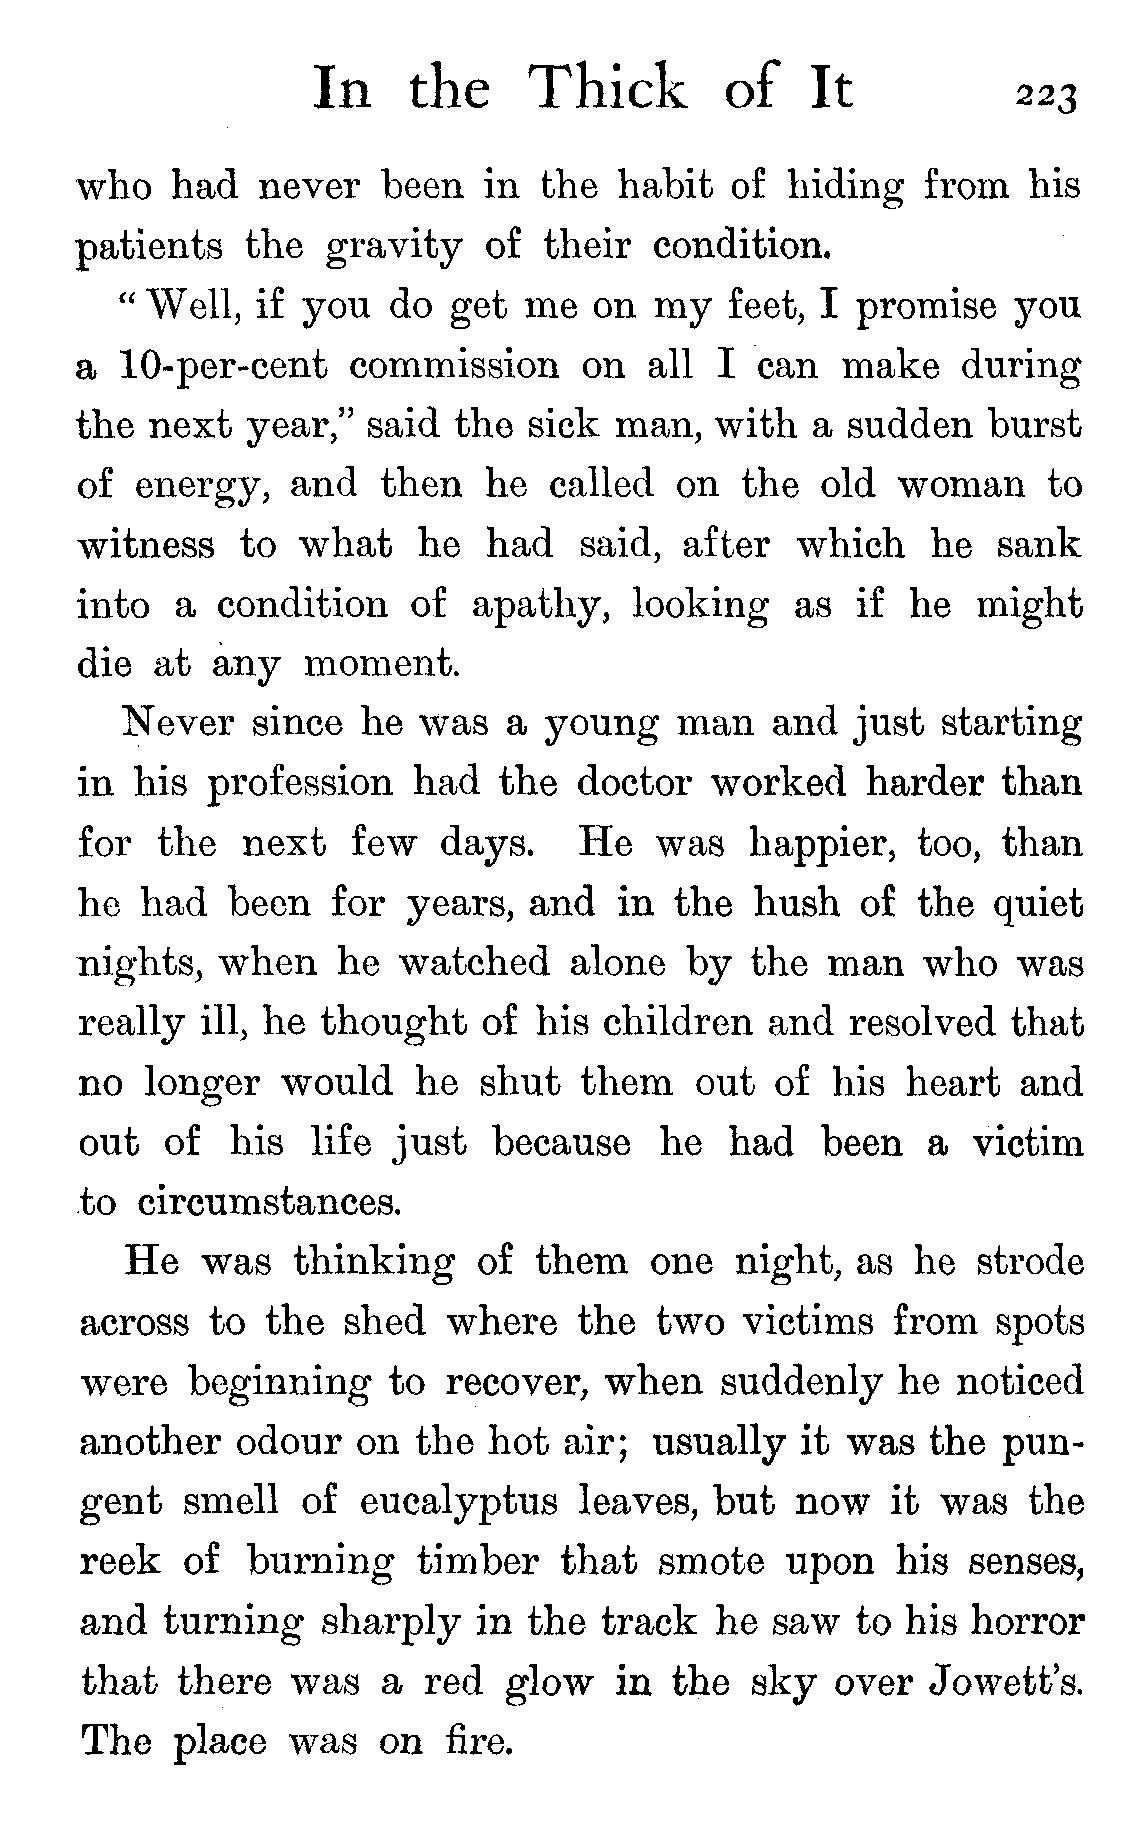 In the Thick of It 223
who had never been in the habit of hiding from his
patients the gravity of their condition.
“Well, if you do get me on my feet, I promise you
a 10-per-cent commission on all I can make during
the next year,” said the sick man, with a sudden burst
of energy, and then he called on the old woman to
witness to what he had said, after which he sank
into a condition of apathy, looking as if he might
die at any moment.
Never since he was a young man and just starting
in his profession had the doctor worked harder than
for the next few days. He was happier, too, than
he had been for years, and in the hush of the quiet
nights, when he watched alone by the man who was
really ill, he thought of his children and resolved that
no longer would he shut them out of his heart and
out of his life just because he had been a victim
to circumstances.
He was thinking of them one night, as he strode
across to the shed where the two victims from spots
were beginning to recover, when suddenly he noticed
another odour on the hot air; usually it was the pun-
gent smell of eucalyptus leaves, but now it was the
reek of burning timber that smote upon his senses,
and turning sharply in the track he saw to his horror
that there was a red glow in the sky over Jowett’s.
The place was on fire.